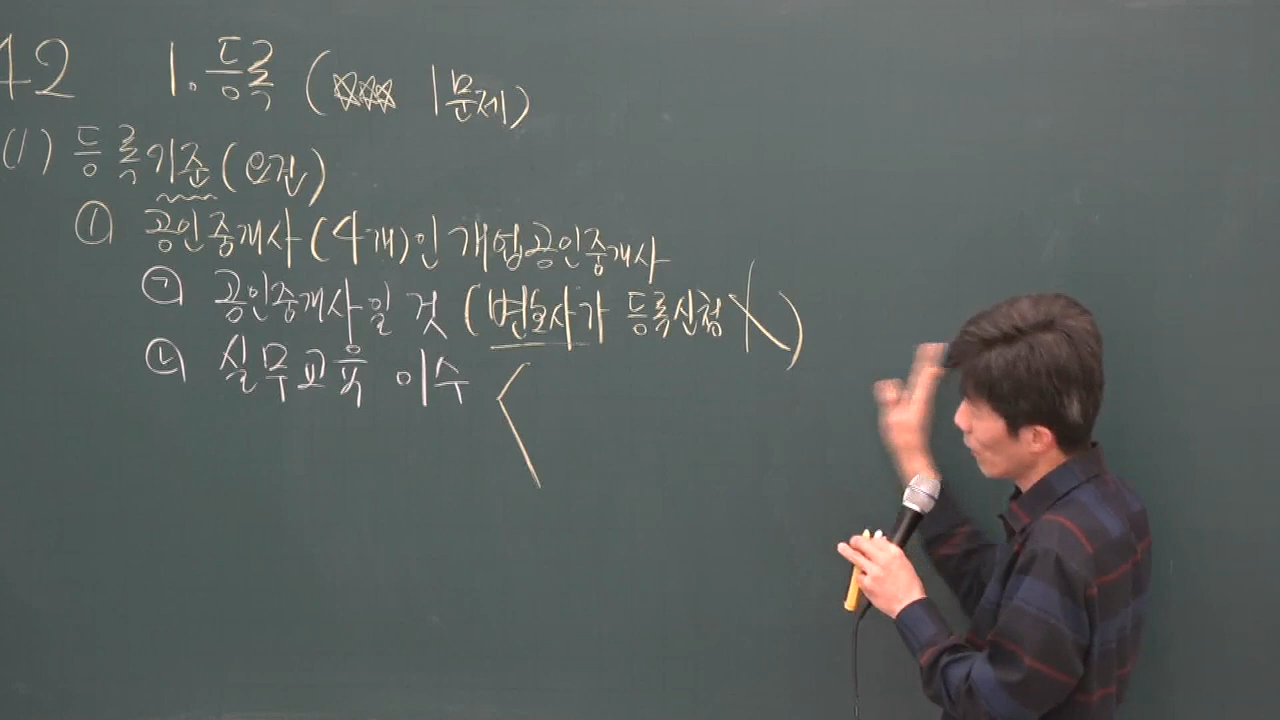 42 1. 등록 (☆☆☆ 1문제)
(1) 등록기준(요건)
① 공인중개사(4개)인 개업공인중개사
㉠ 공인중개사일 것 (변호사가 등록신청 X)
㉡ 실무교육 이수 <